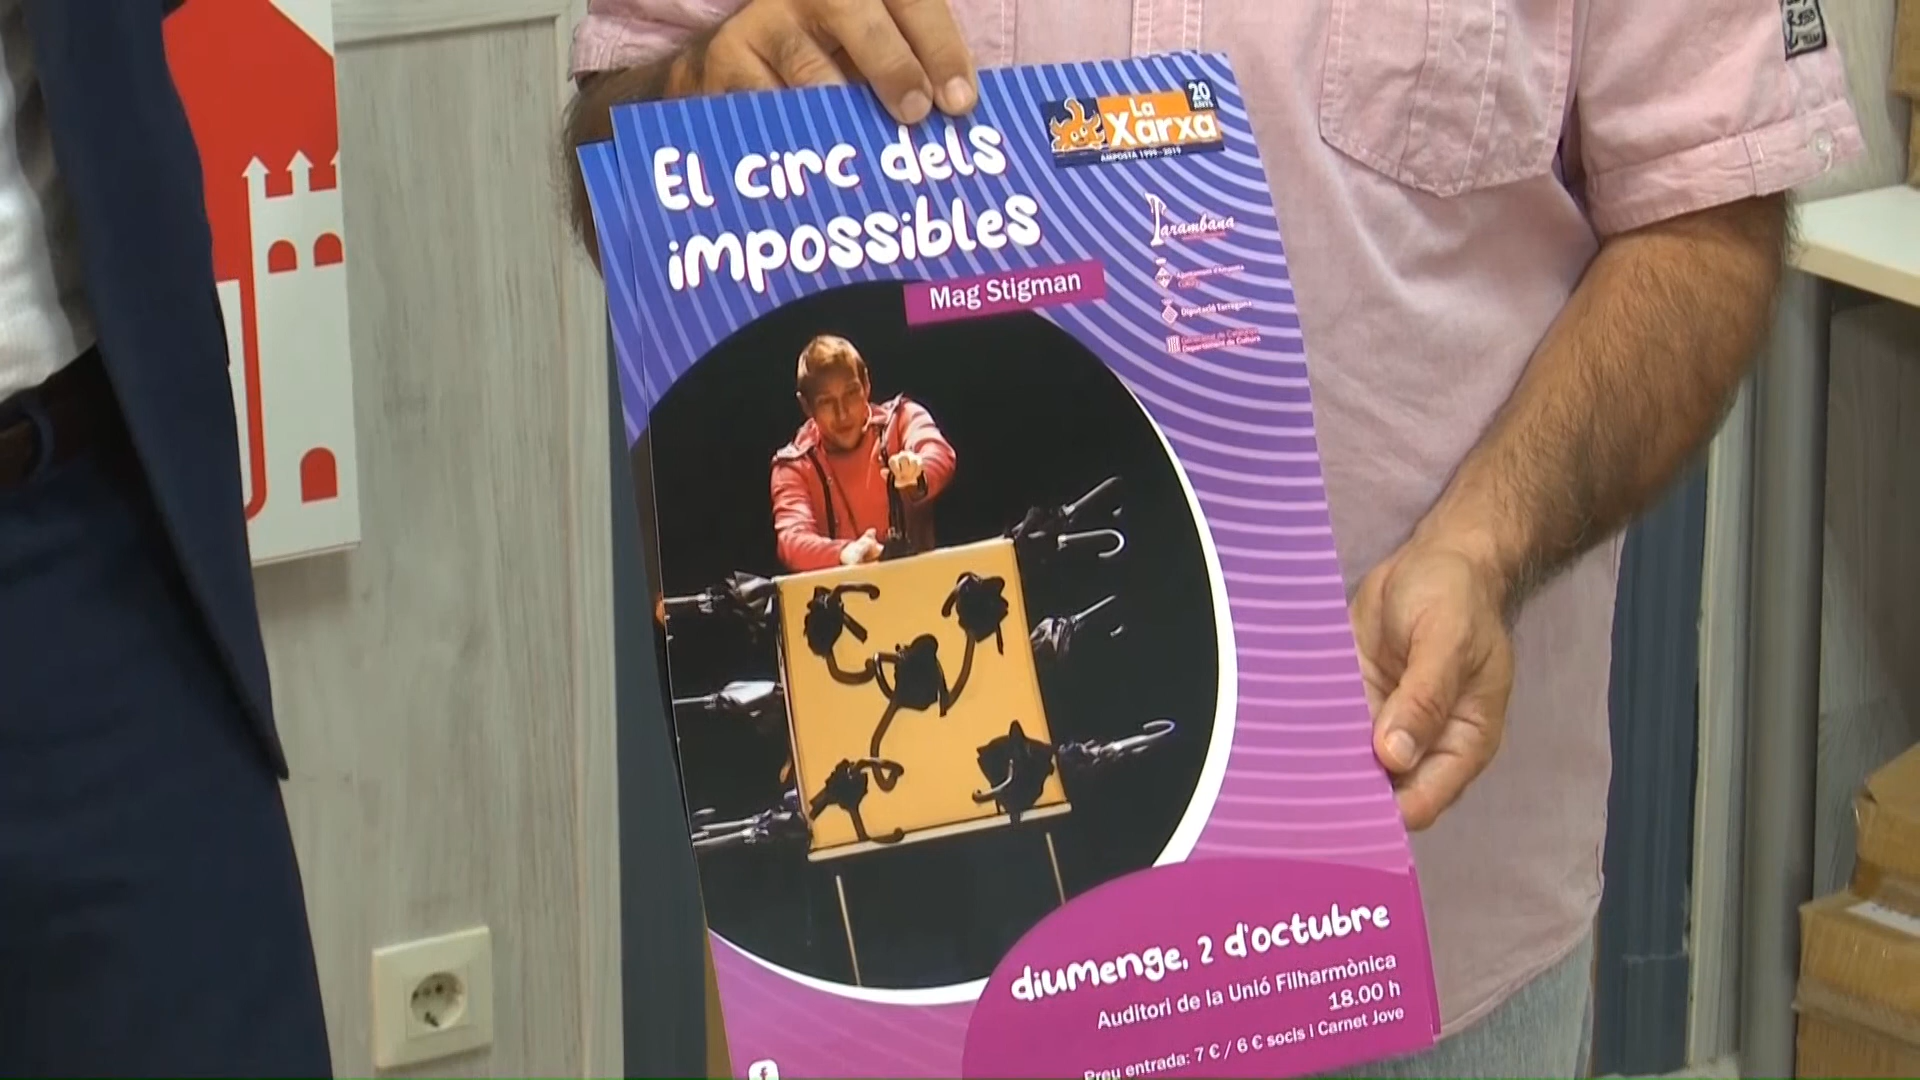 El circ dels
impossibles
Mag Stigman
La
Xarxa
20
ANYS
AMPOSTA 1999 - 2019
Xarambana
Ajuntament d'Amposta
Cultura
Diputació Tarragona
Generalitat de Catalunya
Departament de Cultura
diumenge, 2 d'octubre
Auditori de la Unió Filharmònica
18.00 h
Preu entrada: 7 € / 6 € socis i Carnet Jove
f